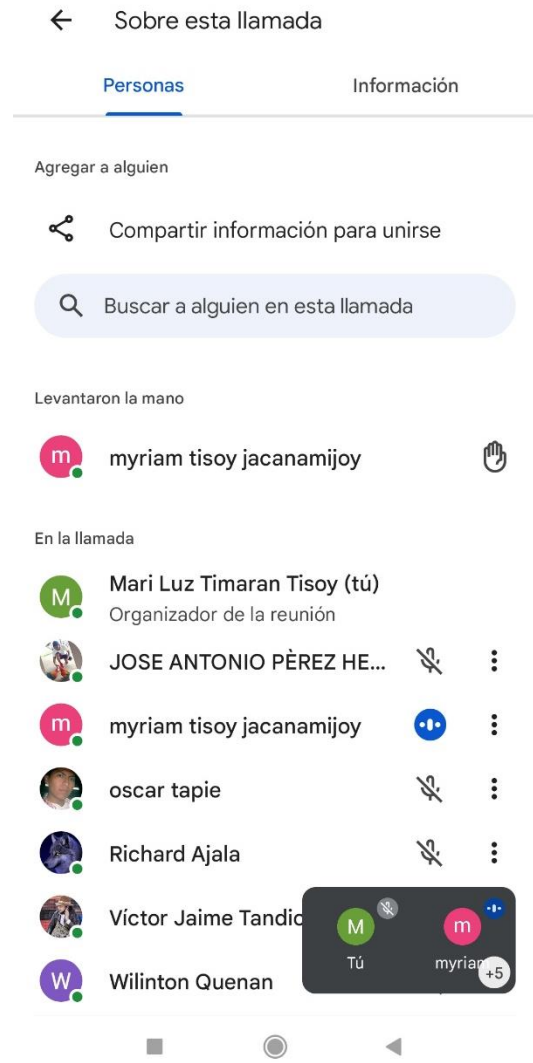 Sobre esta llamada
Personas
Información
Agregar a alguien
Compartir información para unirse
Buscar a alguien en esta llamada
Levantaron la mano
m
myriam tisoy jacanamijoy
En la llamada
M
Mari Luz Timaran Tisoy (tú)
Organizador de la reunión
JOSE ANTONIO PÈREZ HE...
m
myriam tisoy jacanamijoy
oscar tapie
Richard Ajala
Víctor Jaime
W
Wilinton Quenan
M
Tú
m
+5